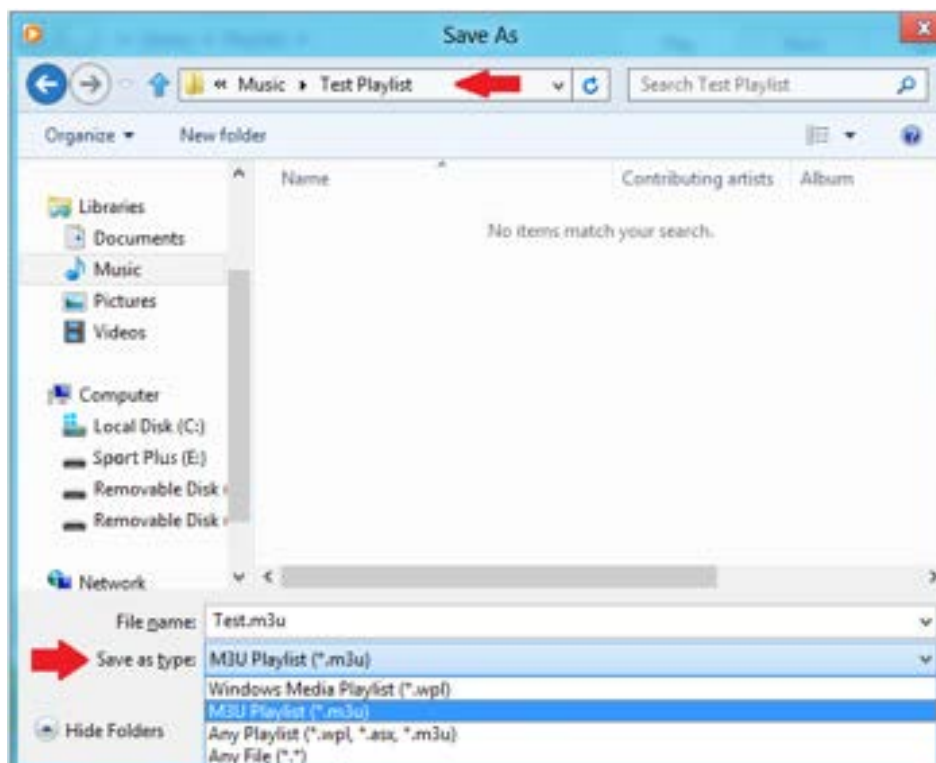 Save As
« Music ▸ Test Playlist
Search Test Playlist
Organize
New folder
Name
Contributing artists
Album
No items match your search.
Libraries
Documents
Music
Pictures
Videos
Computer
Local Disk (C:)
Sport Plus (E:)
Removable Disk
Removable Disk
Network
File name: Test.m3u
Save as type: M3U Playlist (*.m3u)
Windows Media Playlist (*.wpl)
M3U Playlist (*.m3u)
Any Playlist (*.wpl, *.asx, *.m3u)
Any File (*.*)
Hide Folders